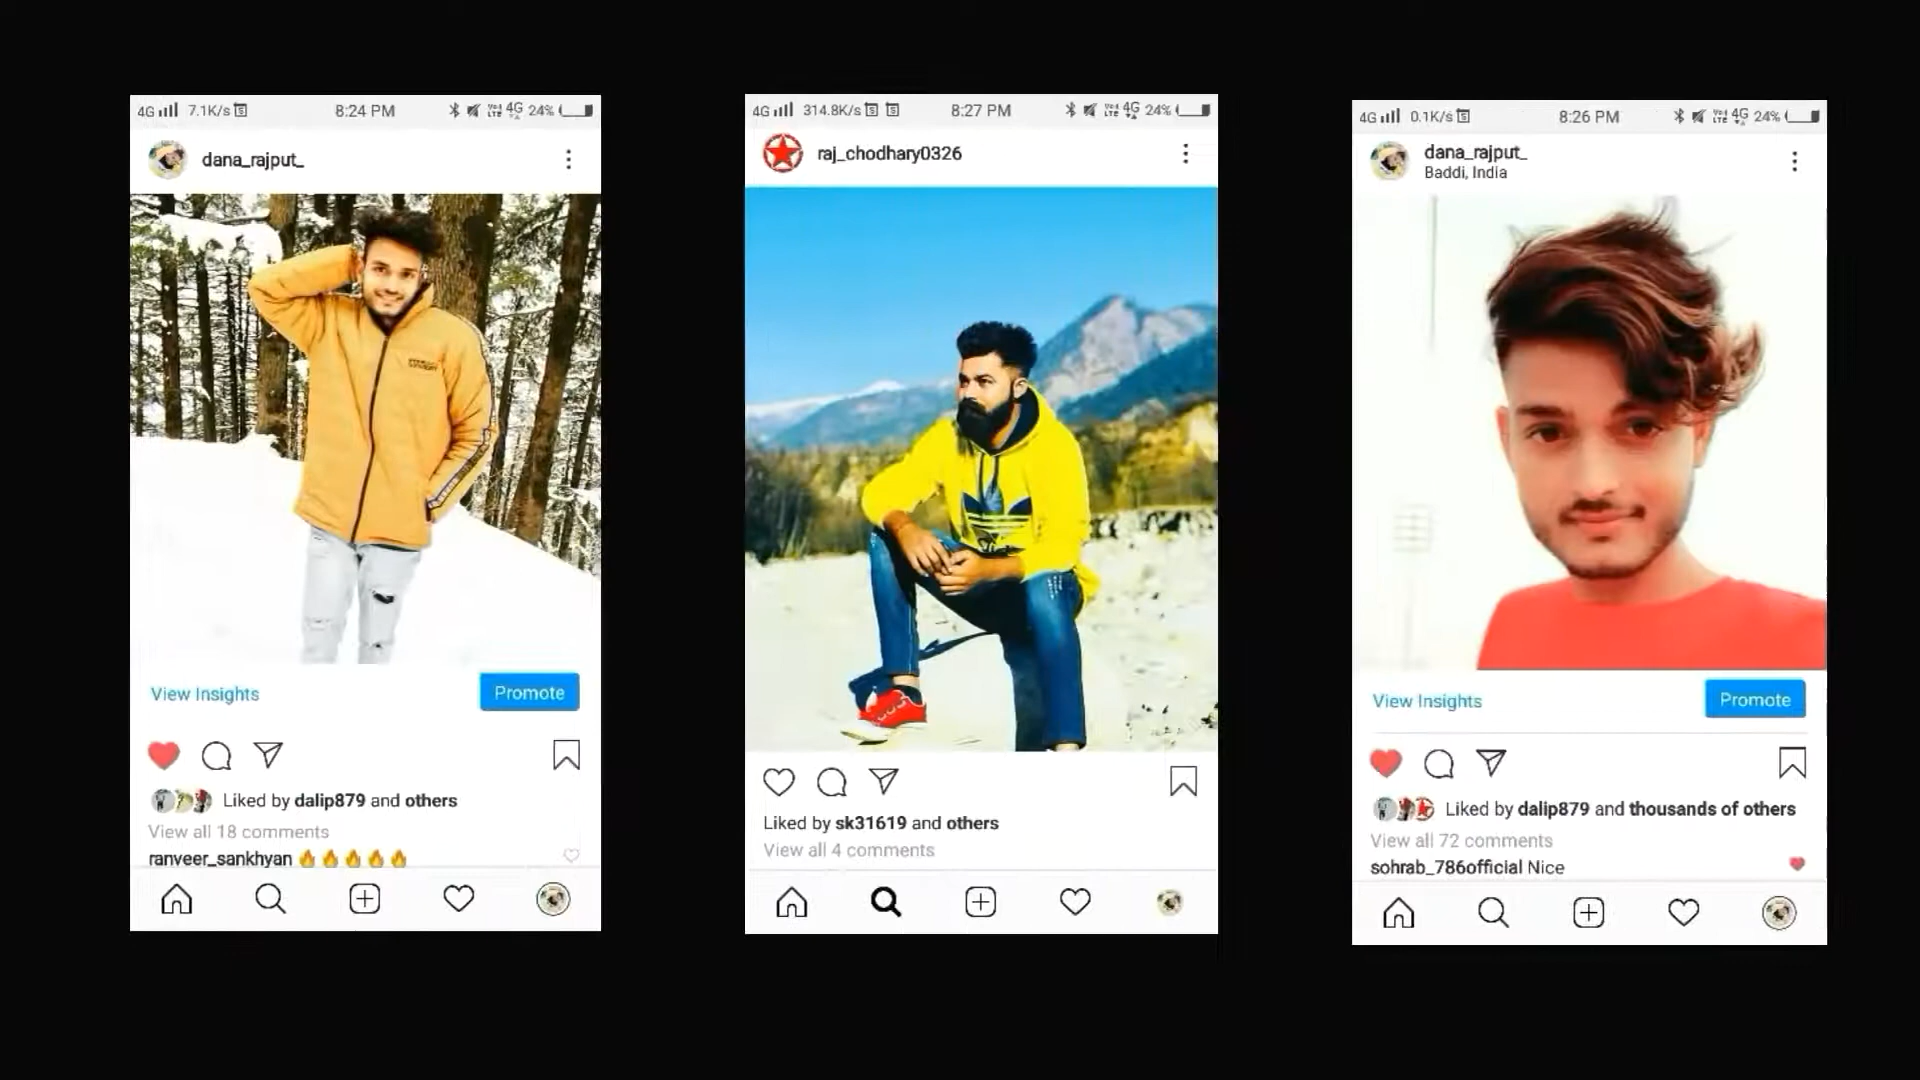 4G 7.1K/s 8:24 PM 4G 24%
dana_rajput_
View Insights Promote
Liked by dalip879 and others
View all 18 comments
ranveer_sankhyan 🔥🔥🔥🔥🔥
4G 314.8K/s 8:27 PM 4G 24%
raj_chodhary0326
Liked by sk31619 and others
View all 4 comments
4G 0.1K/s 8:26 PM 4G 24%
dana_rajput_
Baddi, India
View Insights Promote
Liked by dalip879 and thousands of others
View all 72 comments
sohrab_786official Nice